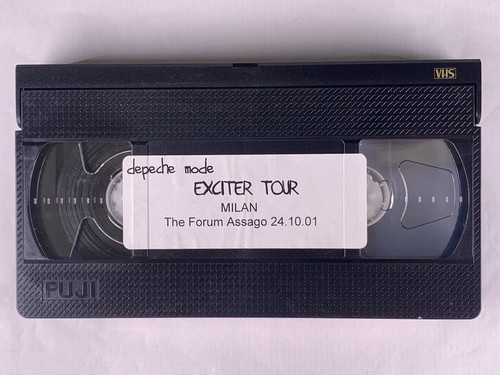 VHS
depeche mode
EXCITER TOUR
MILAN
The Forum Assago 24.10.01
FUJI